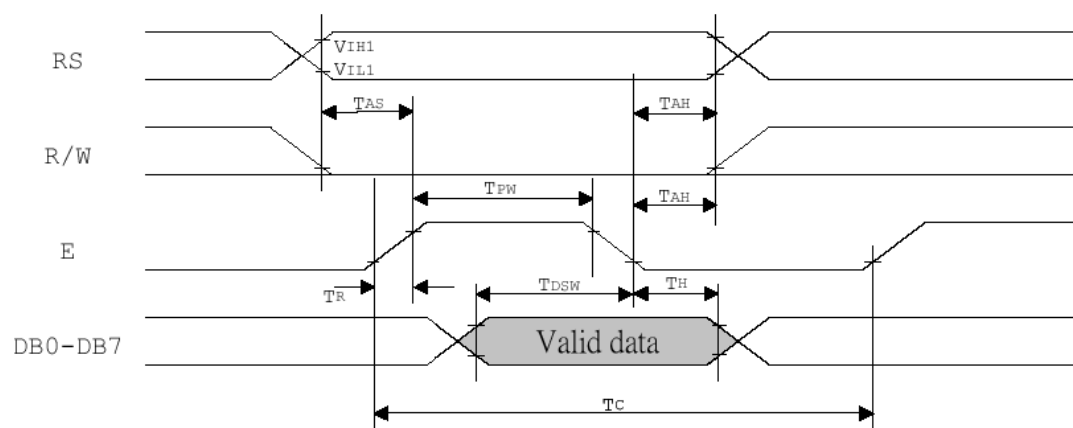 RS
VIH1
VIL1
TAS
TAH
R/W
TPW
TAH
E
TR
TDSW
TH
DB0-DB7
Valid data
TC